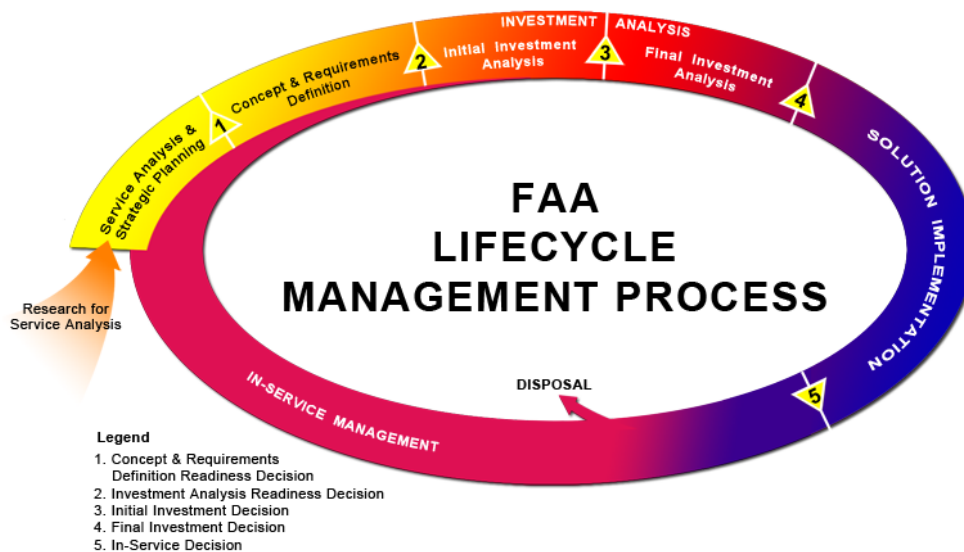 INVESTMENT ANALYSIS
Initial Investment
Analysis
Final Investment
Analysis
Concept & Requirements
Definition
Service Analysis &
Strategic Planning
1
2
3
4
SOLUTION IMPLEMENTATION
5
FAA
LIFECYCLE
MANAGEMENT PROCESS
Research for
Service Analysis
DISPOSAL
IN-SERVICE MANAGEMENT
Legend
1. Concept & Requirements
Definition Readiness Decision
2. Investment Analysis Readiness Decision
3. Initial Investment Decision
4. Final Investment Decision
5. In-Service Decision